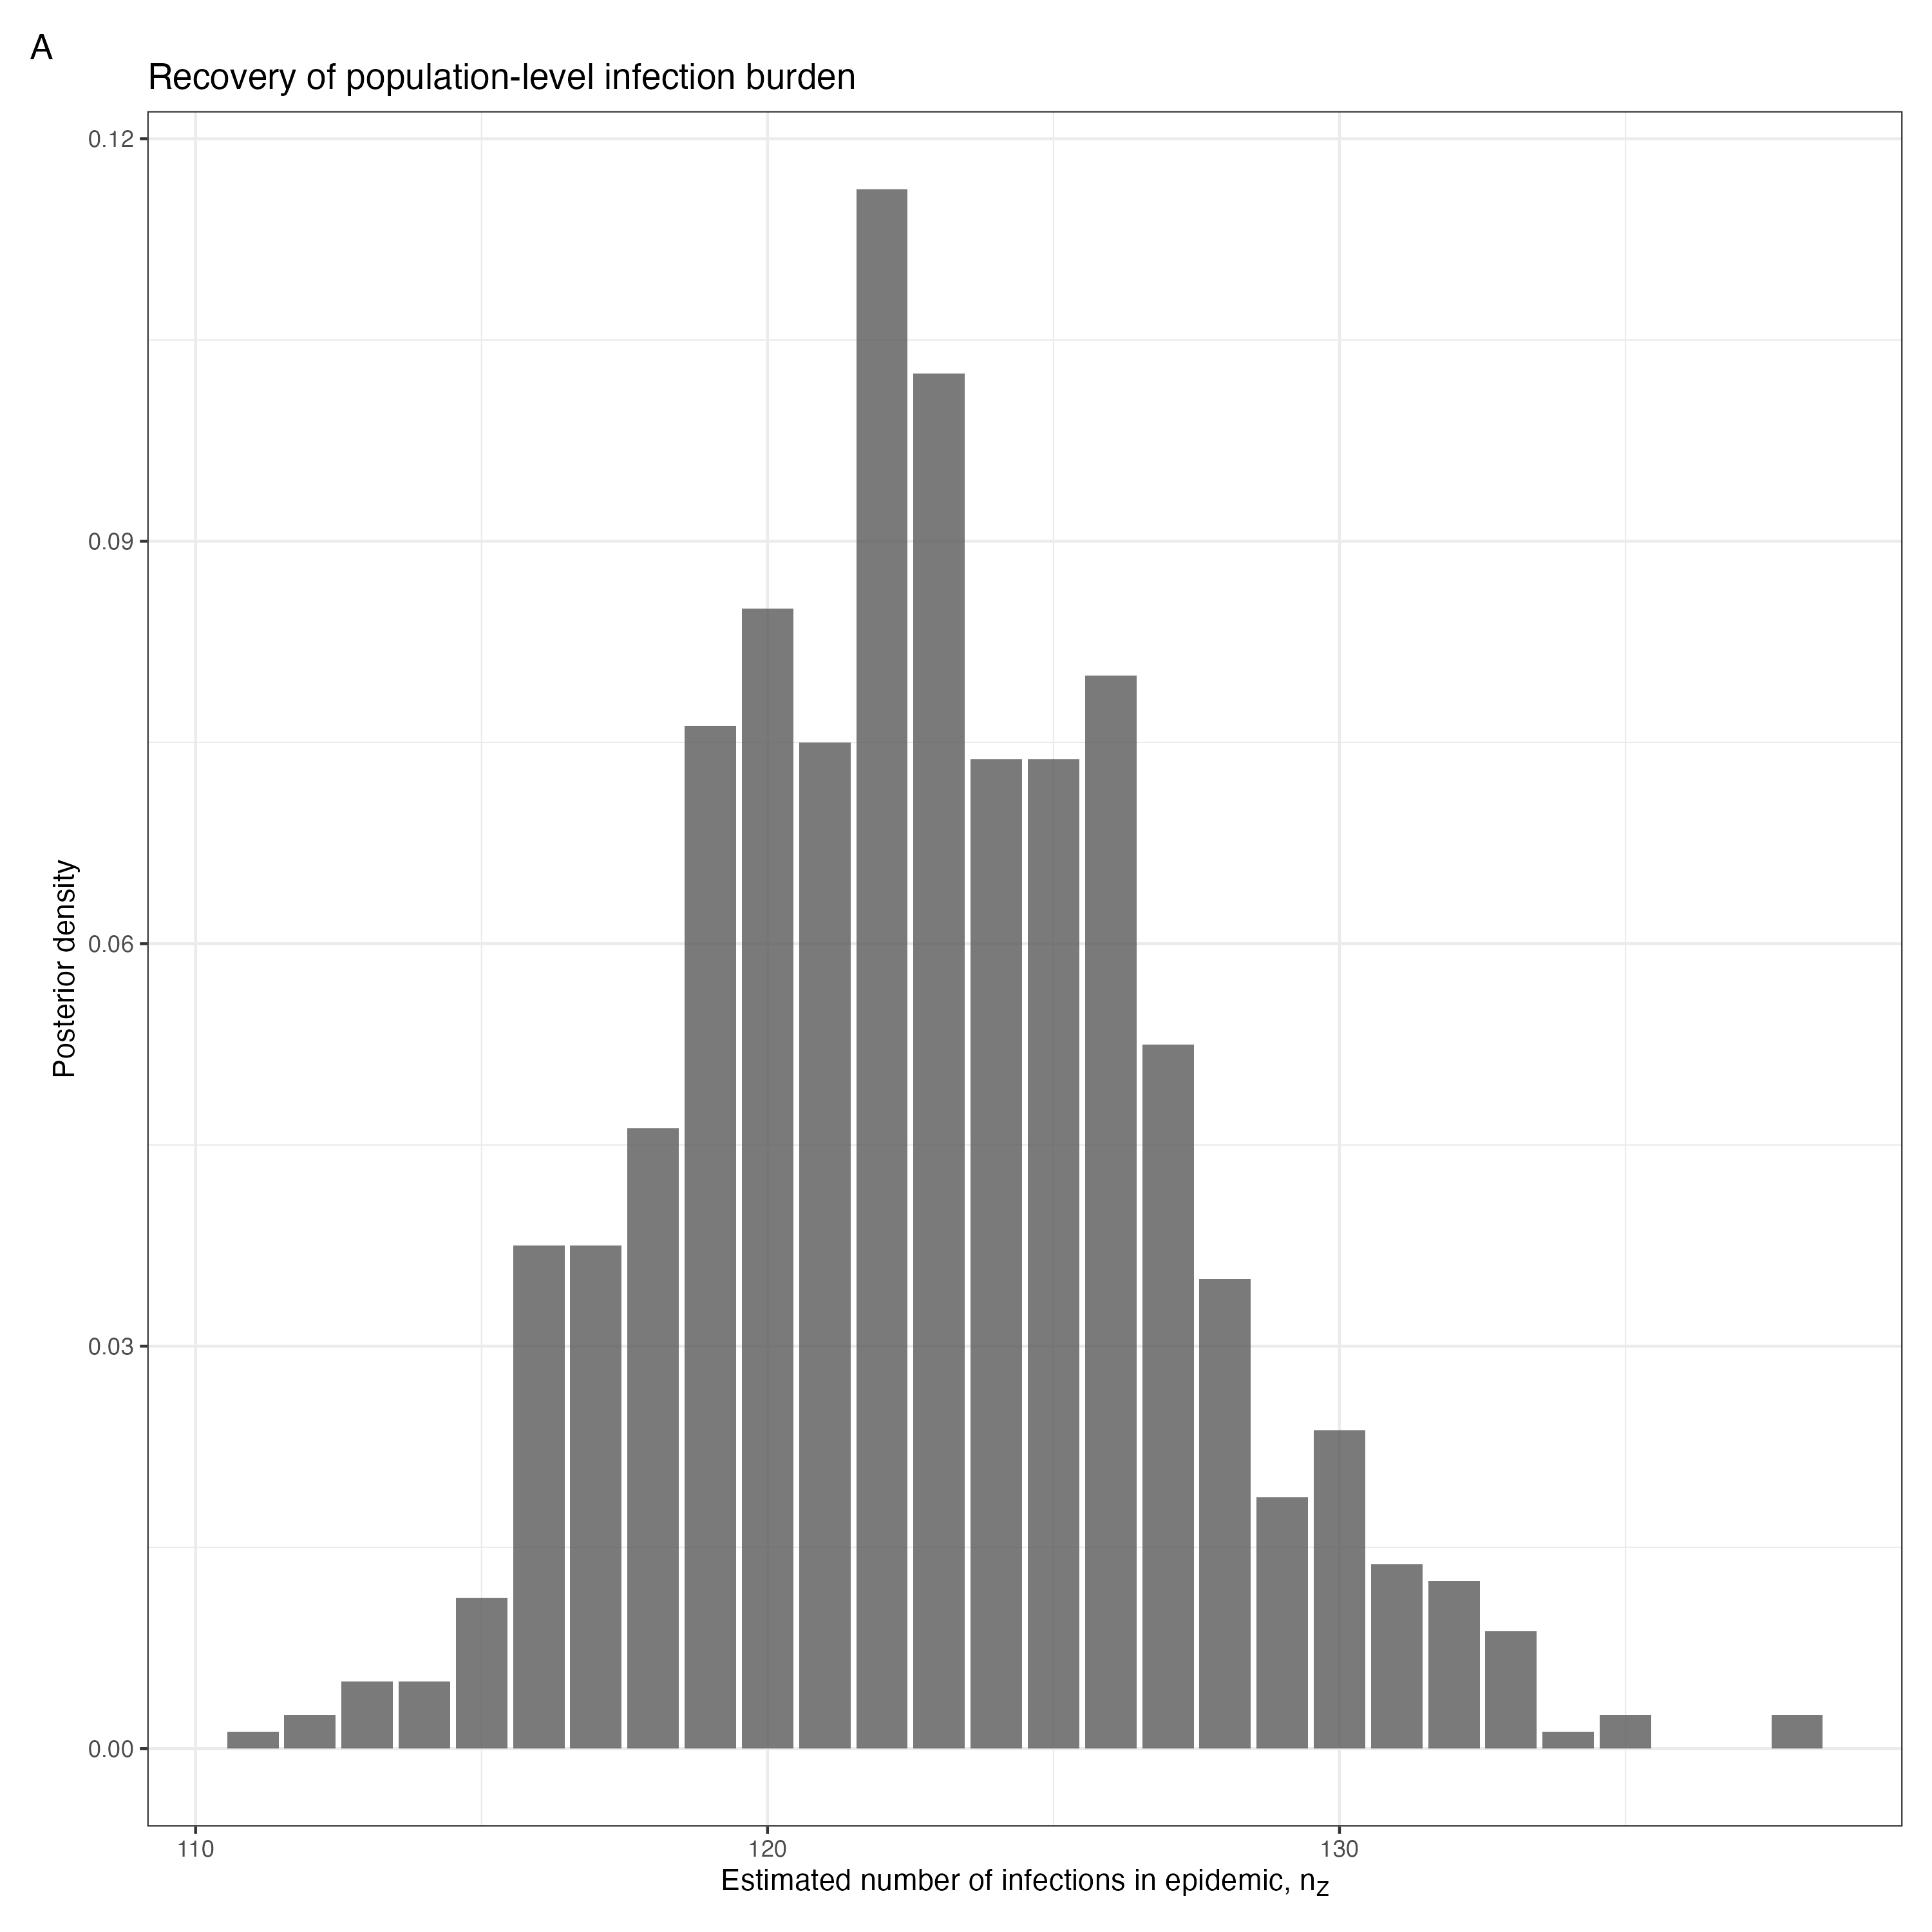 A
Recovery of population-level infection burden
0.12
0.09
0.06
0.03
0.00
Posterior density
110
120
130
Estimated number of infections in epidemic, nz